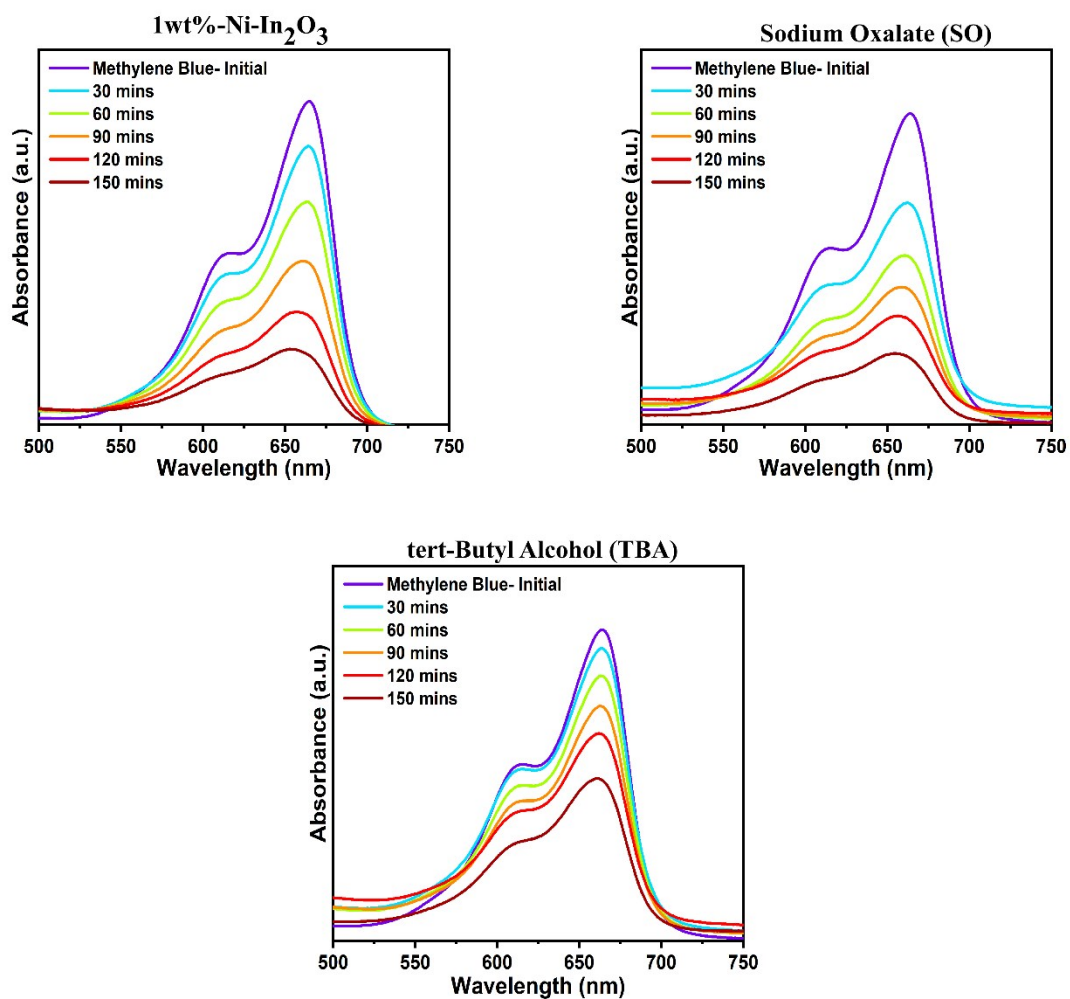 1wt%-Ni-In2O3
Methylene Blue- Initial
30 mins
60 mins
90 mins
120 mins
150 mins
Absorbance (a.u.)
500 550 600 650 700 750
Wavelength (nm)
Sodium Oxalate (SO)
Methylene Blue- Initial
30 mins
60 mins
90 mins
120 mins
150 mins
Absorbance (a.u.)
500 550 600 650 700 750
Wavelength (nm)
tert-Butyl Alcohol (TBA)
Methylene Blue- Initial
30 mins
60 mins
90 mins
120 mins
150 mins
Absorbance (a.u.)
500 550 600 650 700 750
Wavelength (nm)